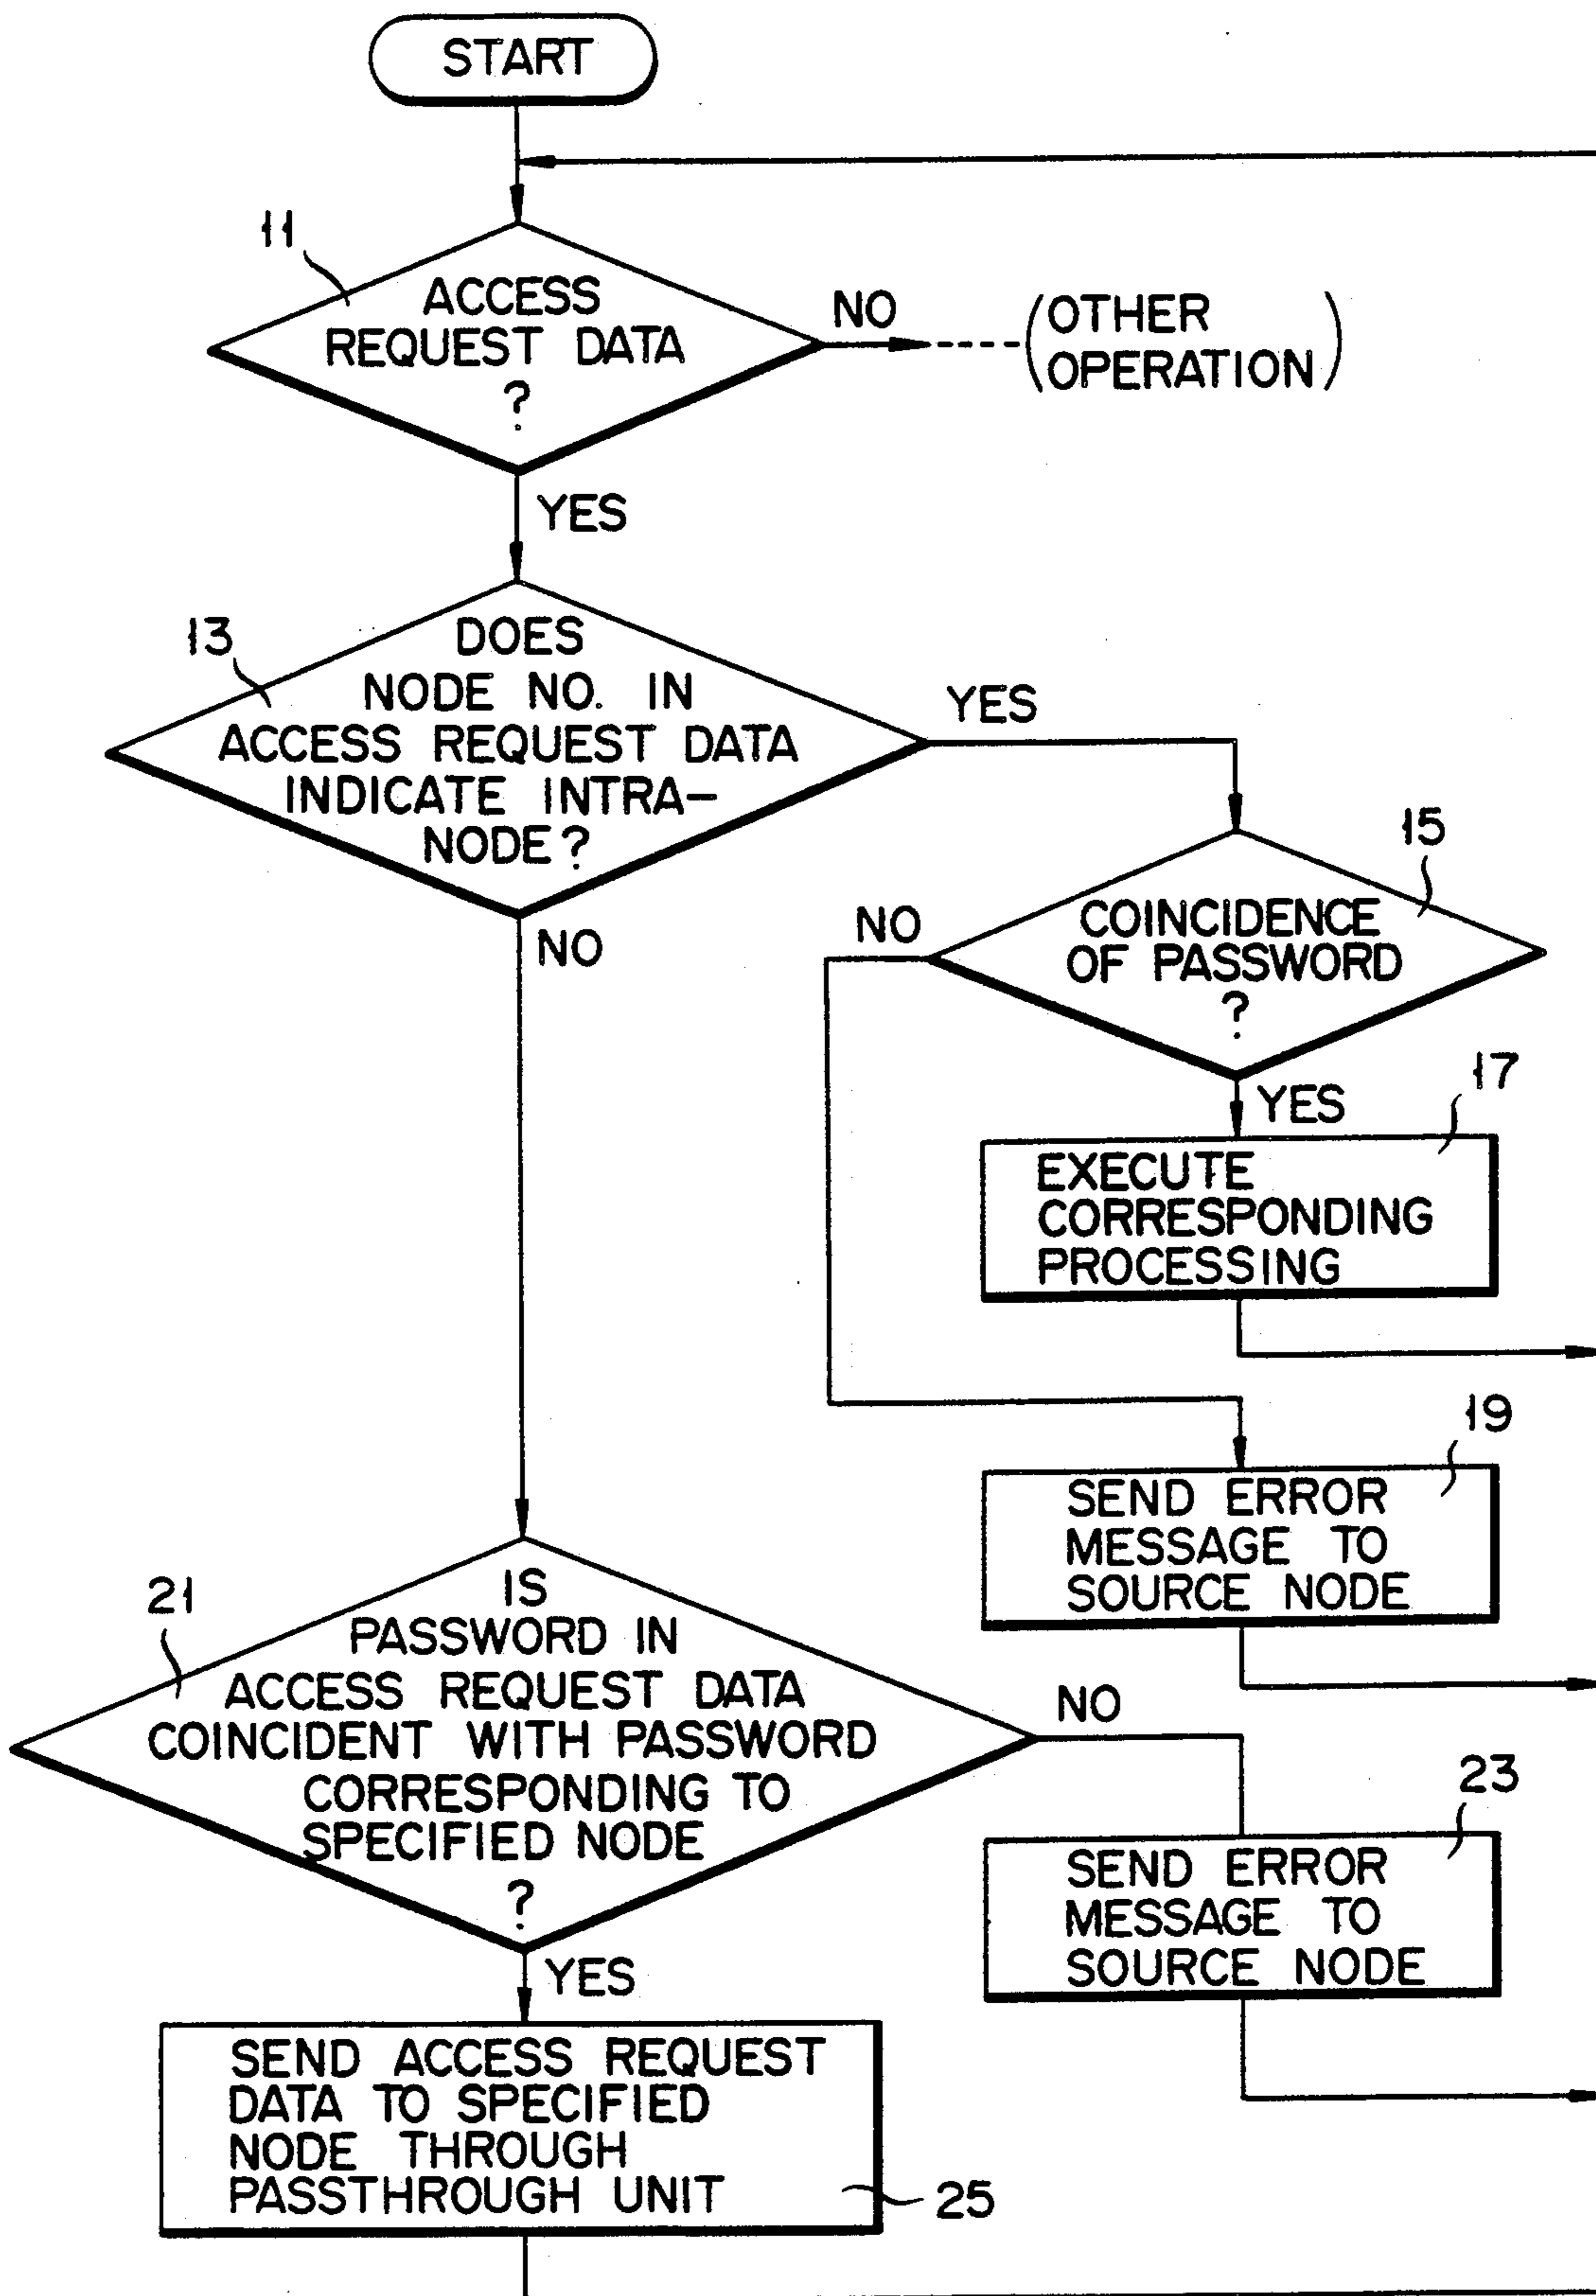 START
11
ACCESS
REQUEST DATA
?
NO
(OTHER
OPERATION)
YES
13
DOES
NODE NO. IN
ACCESS REQUEST DATA
INDICATE INTRA-
NODE?
YES
NO
15
COINCIDENCE
OF PASSWORD
?
NO
YES
17
EXECUTE
CORRESPONDING
PROCESSING
19
SEND ERROR
MESSAGE TO
SOURCE NODE
21
IS
PASSWORD IN
ACCESS REQUEST DATA
COINCIDENT WITH PASSWORD
CORRESPONDING TO
SPECIFIED NODE
?
NO
23
SEND ERROR
MESSAGE TO
SOURCE NODE
YES
SEND ACCESS REQUEST
DATA TO SPECIFIED
NODE THROUGH
PASSTHROUGH UNIT
25